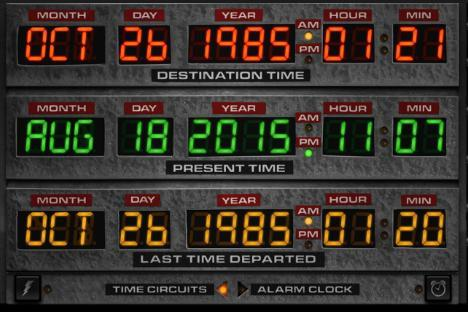 MONTH DAY YEAR AM HOUR MIN
OCT 26 1985 PM 01 21
DESTINATION TIME
MONTH DAY YEAR AM HOUR MIN
AUG 18 2015 PM 11 07
PRESENT TIME
MONTH DAY YEAR AM HOUR MIN
OCT 26 1985 PM 01 20
LAST TIME DEPARTED
TIME CIRCUITS ALARM CLOCK